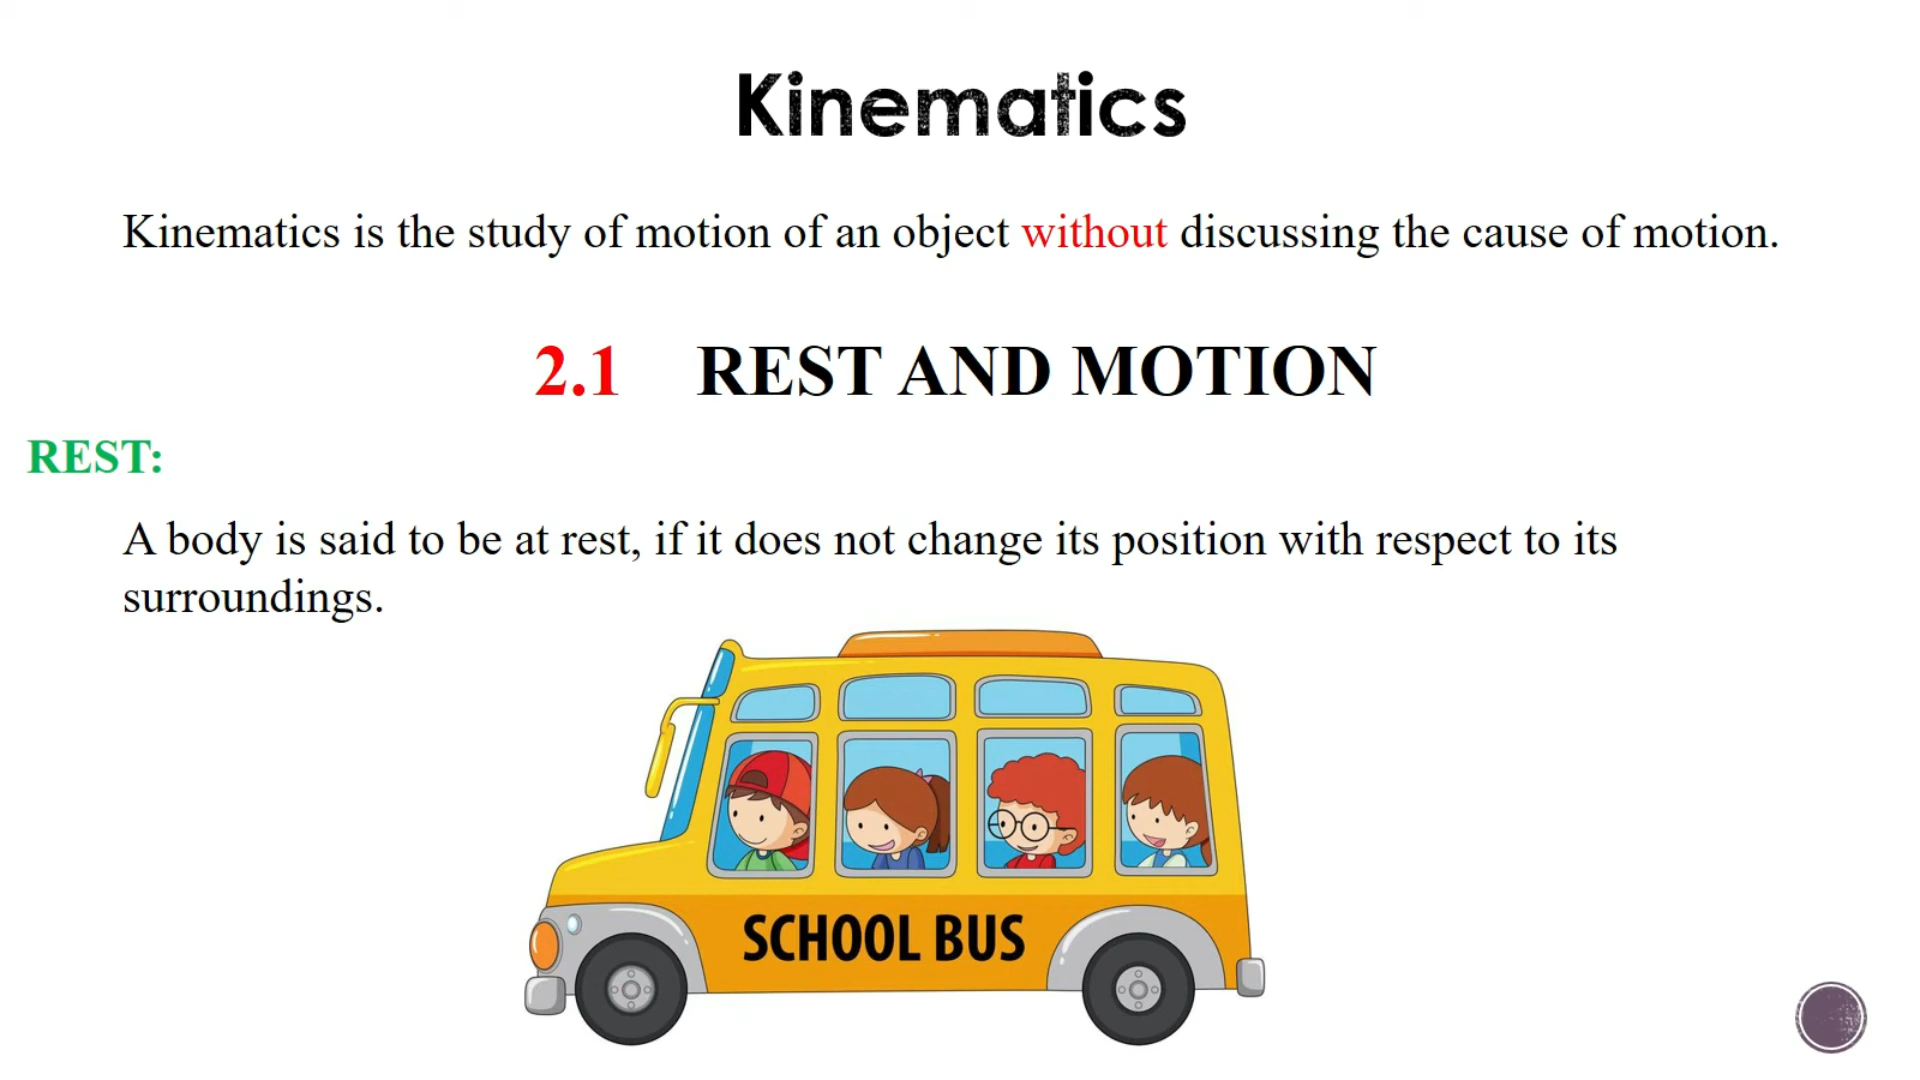 Kinematics
Kinematics is the study of motion of an object without discussing the cause of motion.
2.1 REST AND MOTION
REST:
A body is said to be at rest, if it does not change its position with respect to its
surroundings.
SCHOOL BUS